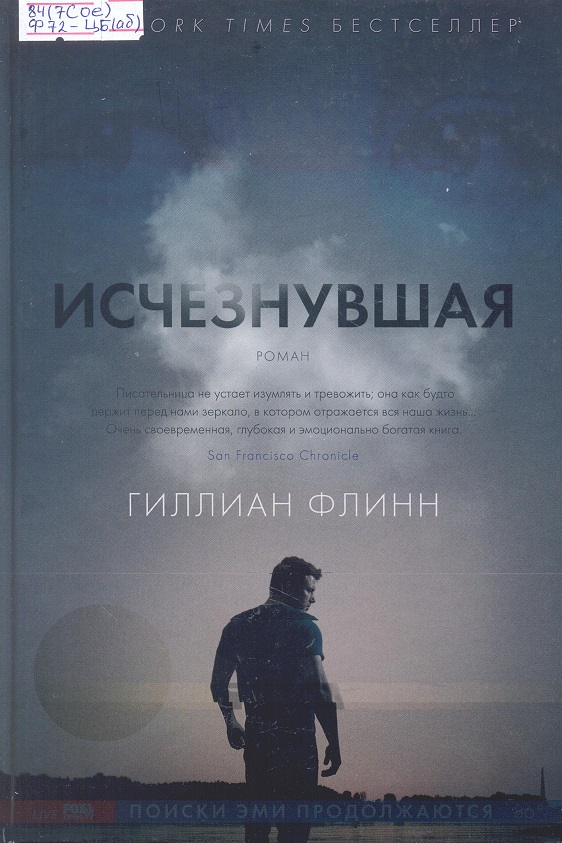 84(7Сое)
Ф72-ЦБ(аб)
ORK TIMES БЕСТСЕЛЛЕР
ИСЧЕЗНУВШАЯ
РОМАН
Писательница не устает изумлять и тревожить; она как будто
держит перед нами зеркало, в котором отражается вся наша жизнь...
Очень своевременная, глубокая и эмоционально богатая книга.
San Francisco Chronicle
ГИЛЛИАН ФЛИНН
LIVE ПОИСКИ ЭМИ ПРОДОЛЖАЮТСЯ